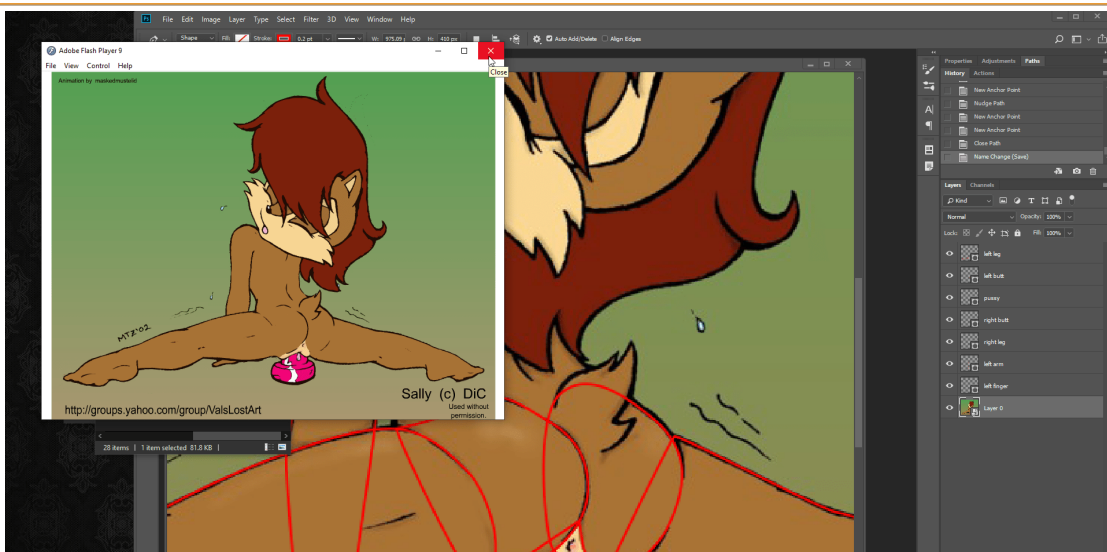 Ps File Edit Image Layer Type Select Filter 3D View Window Help
Shape Fill: Stroke: 0.2 pt W: 975.09 H: 410 px Auto Add/Delete Align Edges
Adobe Flash Player 9
Close
File View Control Help
Animation by maskedmustelid
MTZ'02
Sally (c) DiC
Used without
permission.
http://groups.yahoo.com/group/ValsLostArt
28 items 1 item selected 81.8 KB
Properties Adjustments Paths
History Actions
New Anchor Point
Nudge Path
New Anchor Point
New Anchor Point
Close Path
Name Change (Save)
Layers Channels
Kind
Normal Opacity: 100%
Lock: Fill: 100%
left leg
left butt
pussy
right butt
right leg
left arm
left finger
Layer 0